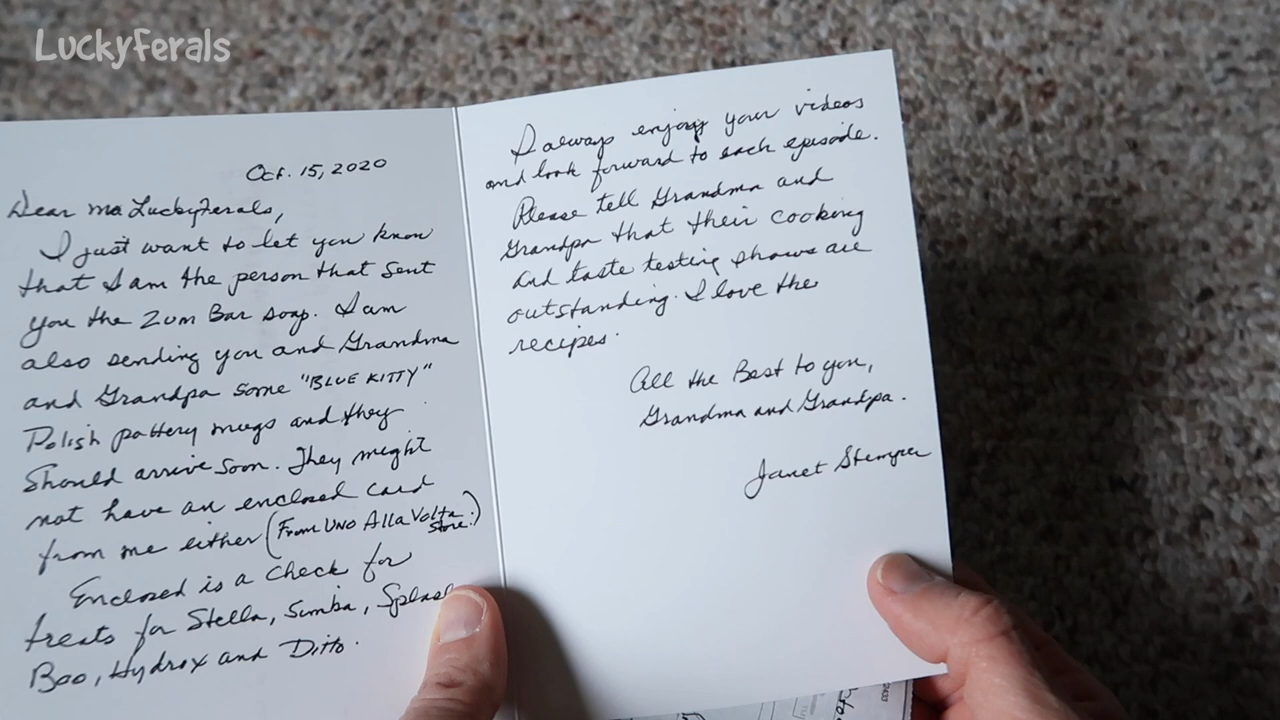 LuckyFerals
Oct. 15, 2020
Dear Mr. LuckyFerals,
I just want to let you know
that I am the person that sent
you the Zum Bar soap. I am
also sending you and Grandma
and Grandpa some "BLUE KITTY"
Polish pottery mugs and they
should arrive soon. They might
not have an enclosed card
from me either (From UNO Alla Volta
store.)
Enclosed is a check for
treats for Stella, Simba, Splash
Boo, Hydrox and Ditto.
I always enjoy your videos
and look forward to each episode.
Please tell Grandma and
Grandpa that their cooking
and taste testing shows are
outstanding. I love the
recipes.
All the Best to you,
Grandma and Grandpa.
Janet